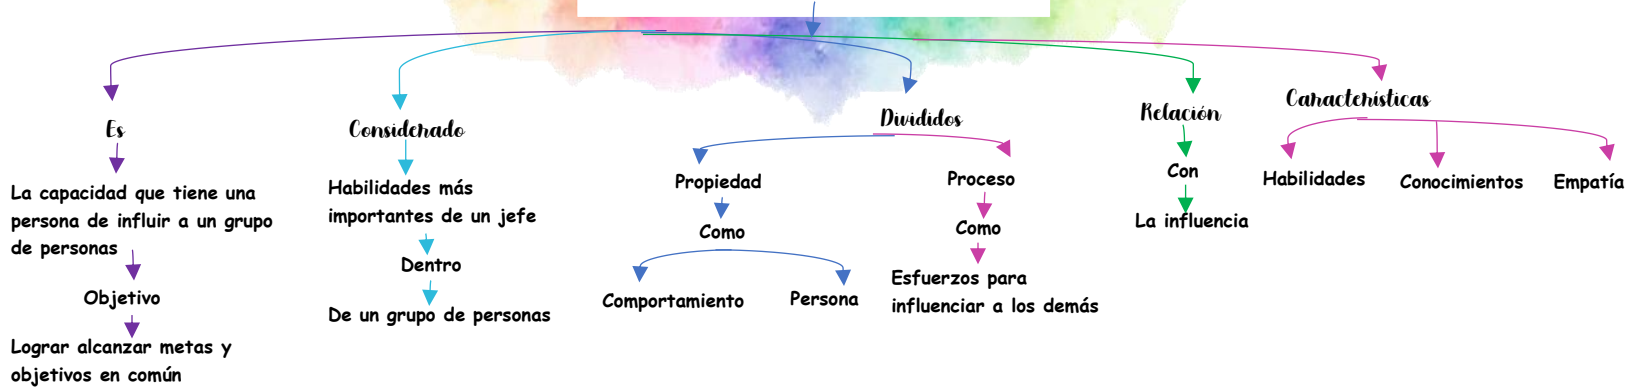 Es
La capacidad que tiene una
persona de influir a un grupo
de personas
Objetivo
Lograr alcanzar metas y
objetivos en común
Considerado
Habilidades más
importantes de un jefe
Dentro
De un grupo de personas
Divididos
Propiedad
Como
Comportamiento
Persona
Proceso
Como
Esfuerzos para
influenciar a los demás
Relación
Con
La influencia
Características
Habilidades
Conocimientos
Empatía